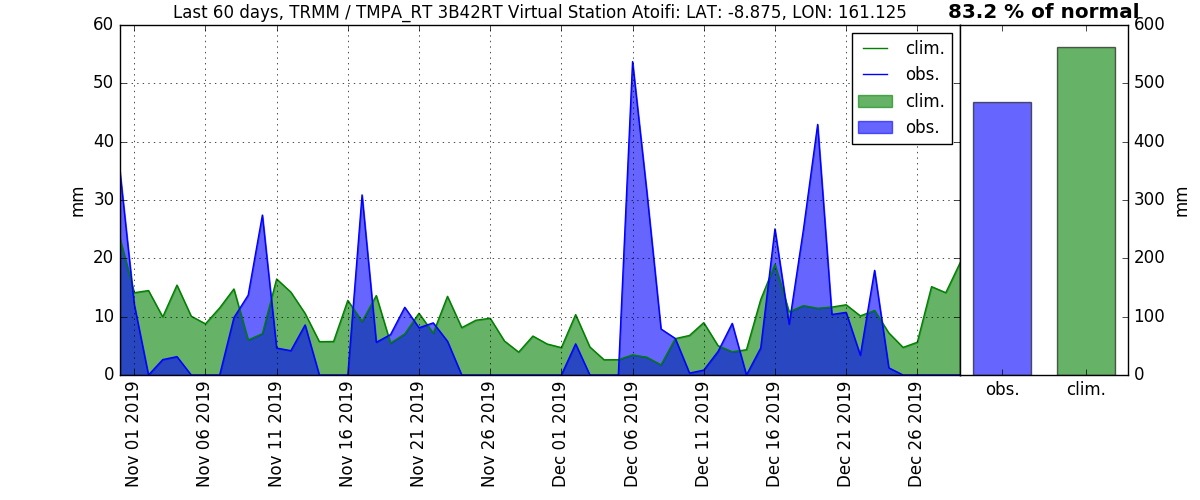 Last 60 days, TRMM / TMPA_RT 3B42RT Virtual Station Atoifi: LAT: -8.875, LON: 161.125
83.2 % of normal
60
50
40
30
20
10
0
mm
clim.
obs.
clim.
obs.
600
500
400
300
200
100
0
mm
Nov 01 2019
Nov 06 2019
Nov 11 2019
Nov 16 2019
Nov 21 2019
Nov 26 2019
Dec 01 2019
Dec 06 2019
Dec 11 2019
Dec 16 2019
Dec 21 2019
Dec 26 2019
obs.
clim.